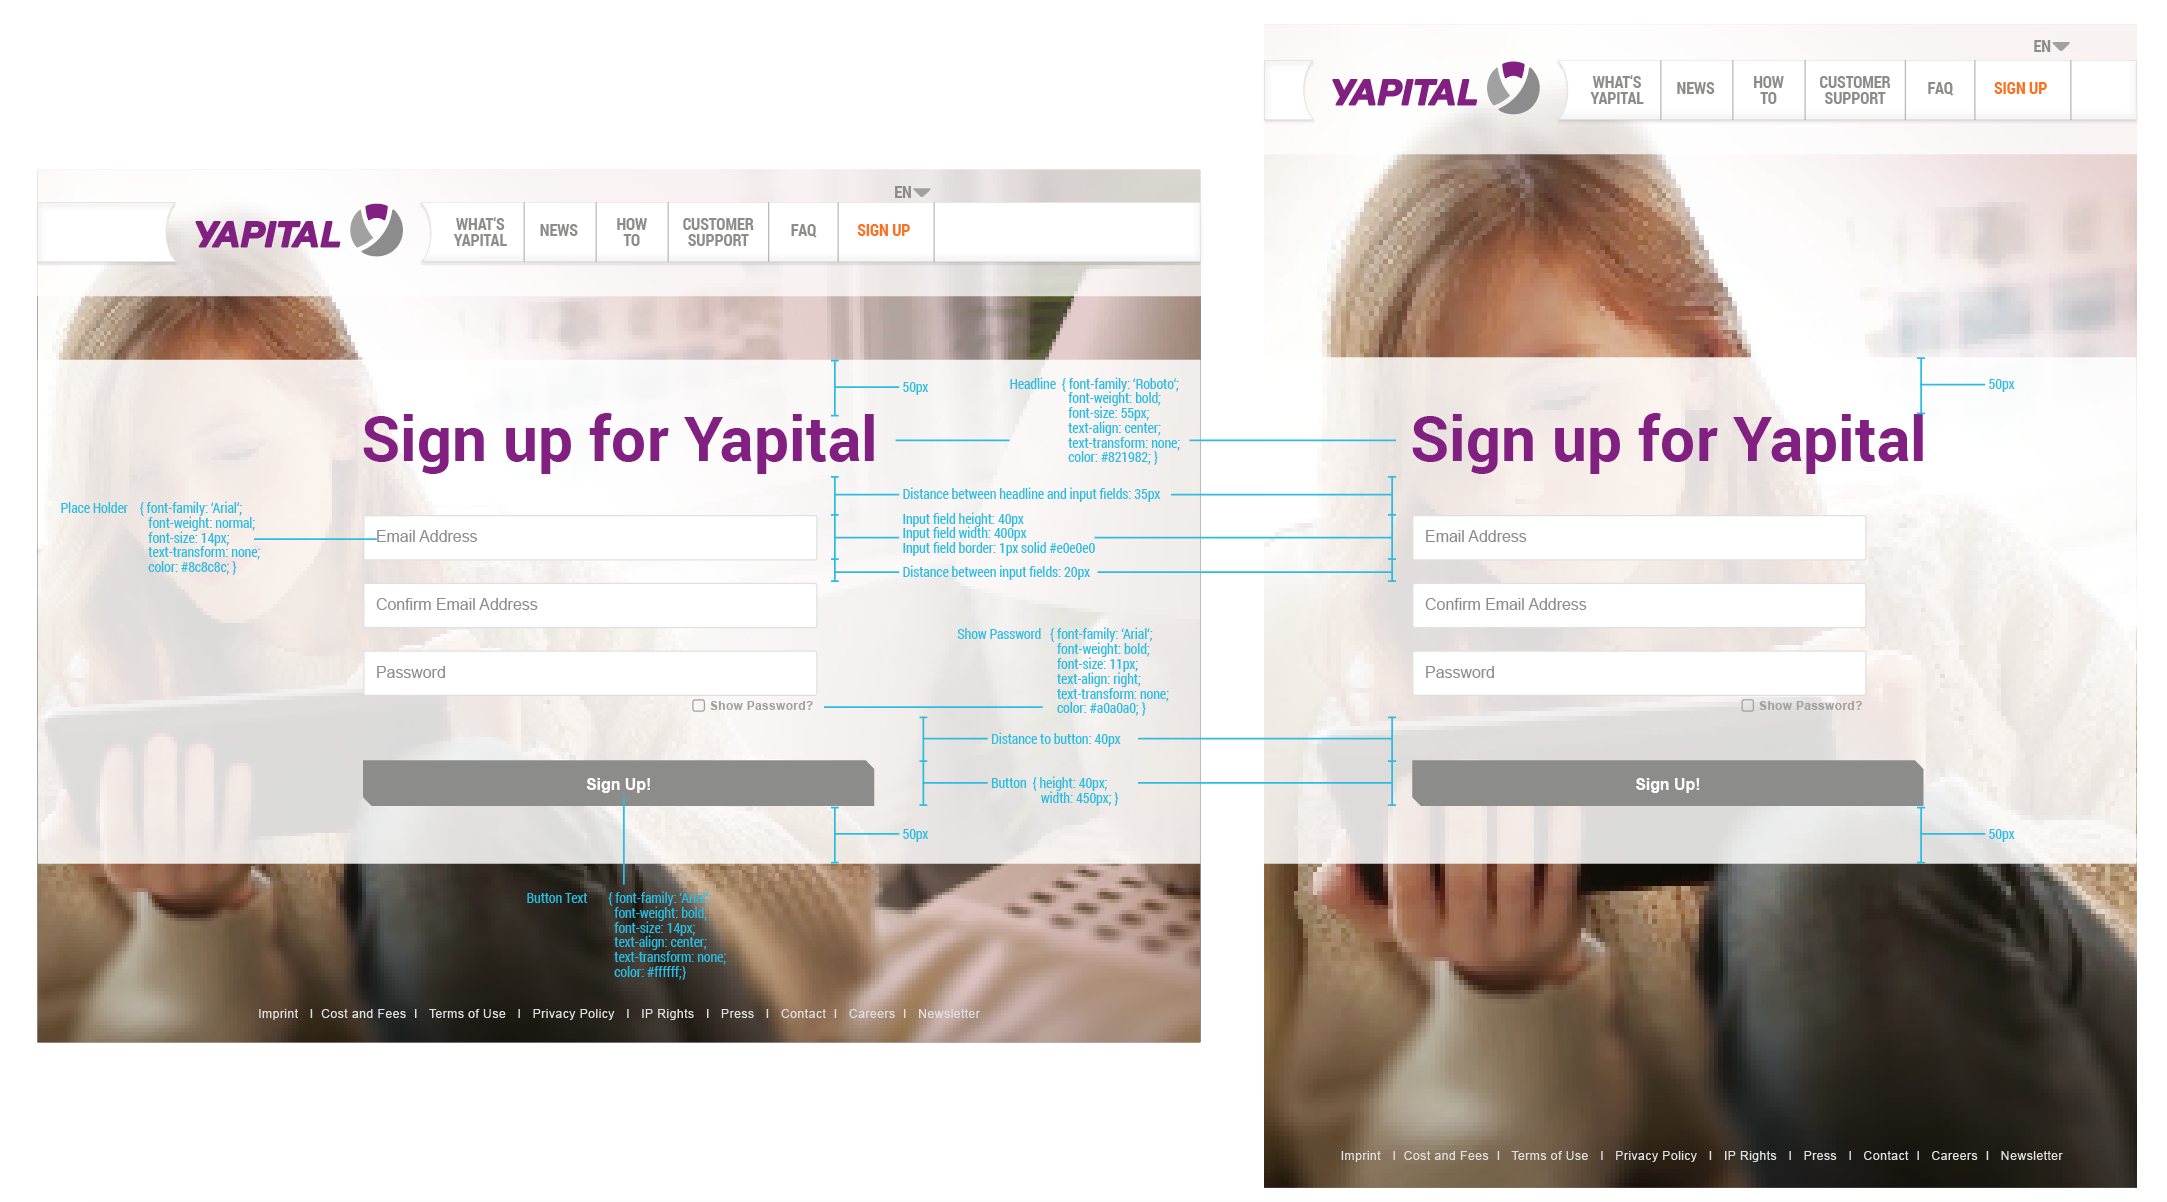 EN
YAPITAL
WHAT'S YAPITAL
NEWS
HOW TO
CUSTOMER SUPPORT
FAQ
SIGN UP
50px
Headline { font-family: 'Roboto';
font-weight: bold;
font-size: 55px;
text-align: center;
text-transform: none;
color: #821982; }
Sign up for Yapital
Distance between headline and input fields: 35px
Place Holder { font-family: 'Arial';
font-weight: normal;
font-size: 14px;
text-transform: none;
color: #8c8c8c; }
Input field height: 40px
Input field width: 400px
Input field border: 1px solid #e0e0e0
Email Address
Distance between input fields: 20px
Confirm Email Address
Show Password { font-family: 'Arial';
font-weight: bold;
font-size: 11px;
text-align: right;
text-transform: none;
color: #a0a0a0; }
Password
Show Password?
Distance to button: 40px
Button { height: 40px;
width: 450px; }
Sign Up!
50px
Button Text { font-family: 'Arial';
font-weight: bold;
font-size: 14px;
text-align: center;
text-transform: none;
color: #ffffff;}
Imprint I Cost and Fees I Terms of Use I Privacy Policy I IP Rights I Press I Contact I Careers I Newsletter
EN
YAPITAL
WHAT'S YAPITAL
NEWS
HOW TO
CUSTOMER SUPPORT
FAQ
SIGN UP
50px
Sign up for Yapital
Email Address
Confirm Email Address
Password
Show Password?
Sign Up!
50px
Imprint I Cost and Fees I Terms of Use I Privacy Policy I IP Rights I Press I Contact I Careers I Newsletter